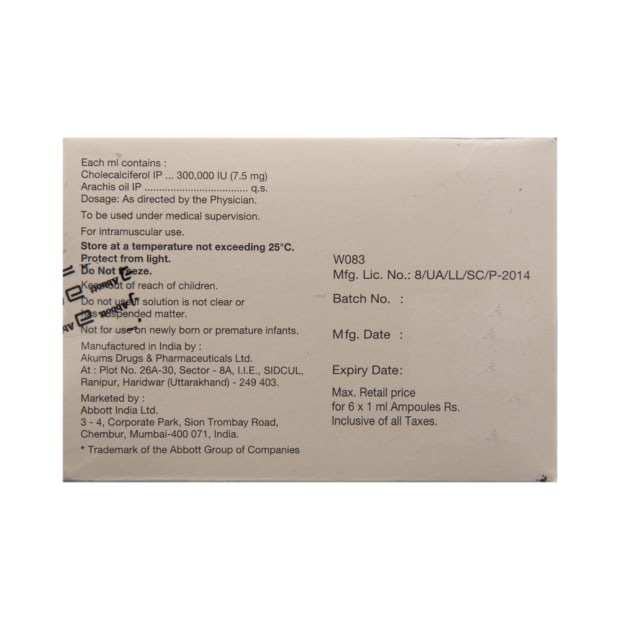 Each ml contains :
Cholecalciferol IP ... 300,000 IU (7.5 mg)
Arachis oil IP .................................... q.s.
Dosage: As directed by the Physician.
To be used under medical supervision.
For intramuscular use.
Store at a temperature not exceeding 25°C.
Protect from light.
Do Not freeze.
Keep out of reach of children.
Do not use if solution is not clear or
has suspended matter.
Not for use on newly born or premature infants.
Manufactured in India by :
Akums Drugs & Pharmaceuticals Ltd.
At : Plot No. 26A-30, Sector - 8A, I.I.E., SIDCUL,
Ranipur, Haridwar (Uttarakhand) - 249 403.
Marketed by :
Abbott India Ltd.
3 - 4, Corporate Park, Sion Trombay Road,
Chembur, Mumbai-400 071, India.
* Trademark of the Abbott Group of Companies
W083
Mfg. Lic. No.: 8/UA/LL/SC/P-2014
Batch No. :
Mfg. Date :
Expiry Date:
Max. Retail price
for 6 x 1 ml Ampoules Rs.
Inclusive of all Taxes.
Abbott
Abbott